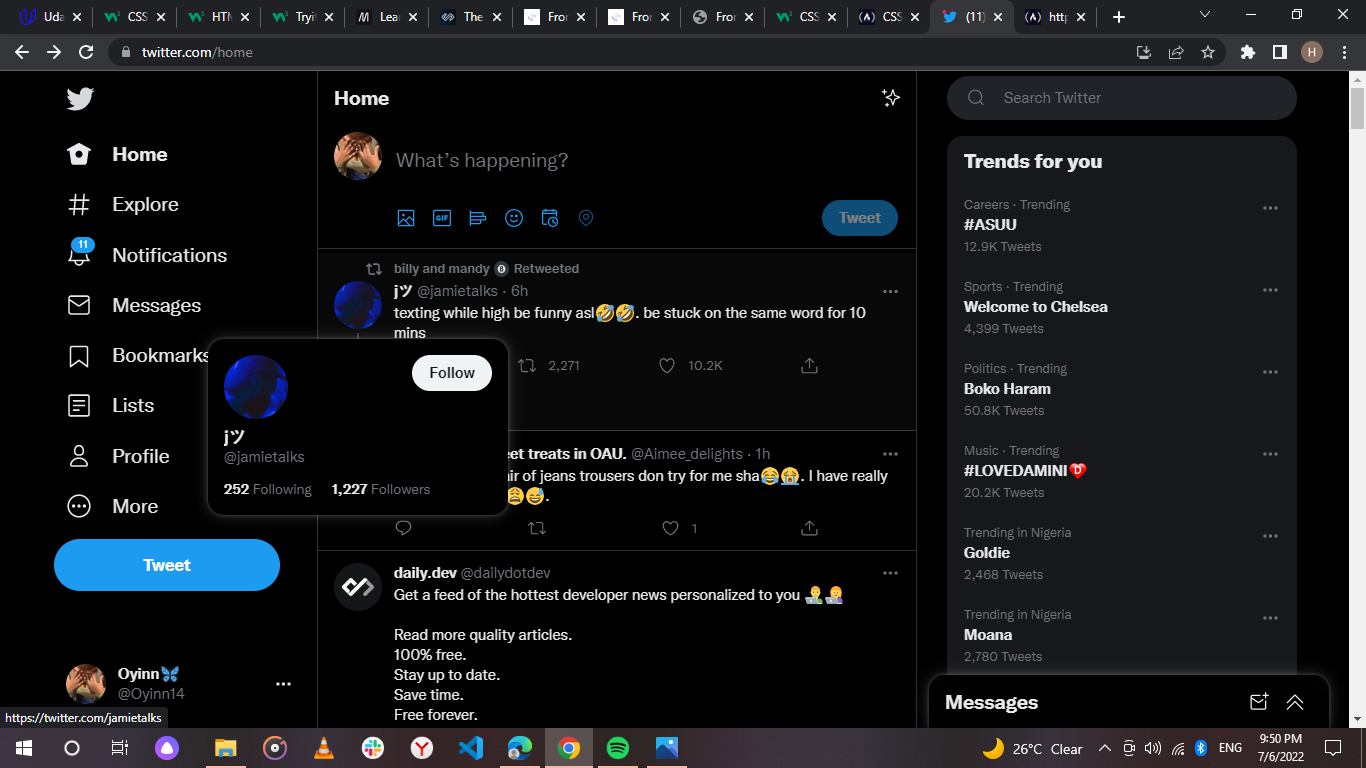 Uda
CSS
HTM
Tryit
Lear
The
Fron
Fron
Fron
CSS
CSS
(11)
http
twitter.com/home
H
Home
Explore
11
Notifications
Messages
Bookmarks
Lists
Profile
More
Tweet
Oyinn🦋
@Oyinn14
https://twitter.com/jamietalks
Home
What's happening?
GIF
Tweet
billy and mandy 🎱 Retweeted
jツ @jamietalks · 6h
texting while high be funny asl🤣🤣. be stuck on the same word for 10
mins
2,271
10.2K
Follow
jツ
@jamietalks
252 Following
1,227 Followers
eet treats in OAU. @Aimee_delights · 1h
air of jeans trousers don try for me sha😂😭. I have really
😩😅.
1
daily.dev @dailydotdev
Get a feed of the hottest developer news personalized to you 👨‍💻👩‍💻
Read more quality articles.
100% free.
Stay up to date.
Save time.
Free forever.
Search Twitter
Trends for you
Careers · Trending
#ASUU
12.9K Tweets
Sports · Trending
Welcome to Chelsea
4,399 Tweets
Politics · Trending
Boko Haram
50.8K Tweets
Music · Trending
#LOVEDAMINI
20.2K Tweets
Trending in Nigeria
Goldie
2,468 Tweets
Trending in Nigeria
Moana
2,780 Tweets
Messages
26°C Clear
ENG
9:50 PM
7/6/2022